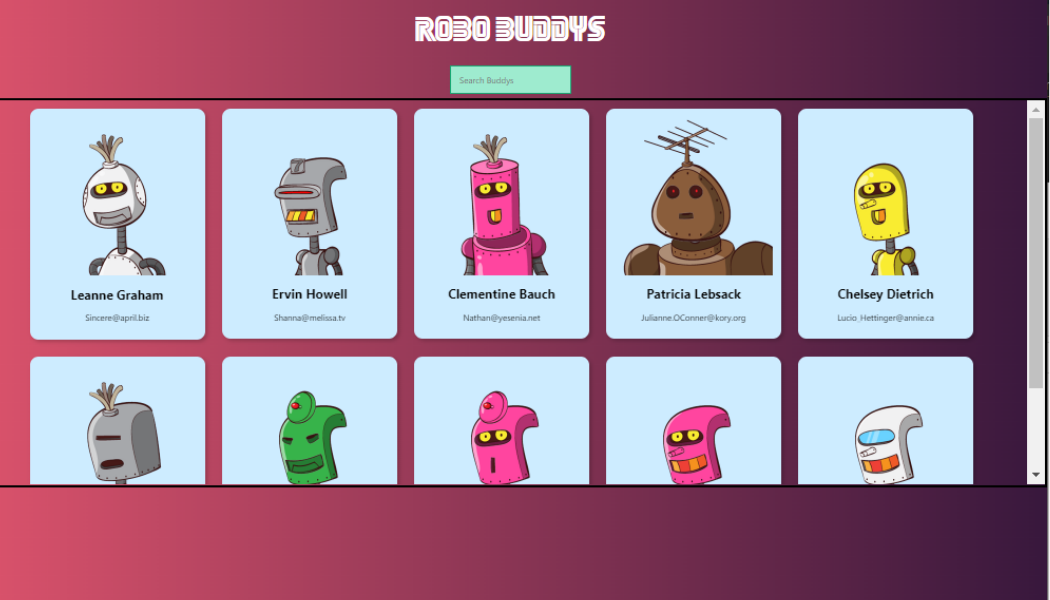 ROBO BUDDYS
Search Buddys
7
Leanne Graham
Ervin Howell
Clementine Bauch
Patricia Lebsack
Chelsey Dietrich
Sincere@april.biz
Shanna@melissa.tv
Nathan@yesenia.net
Julianne.OConner@kory.org
Lucio_Hettinger@annie.ca